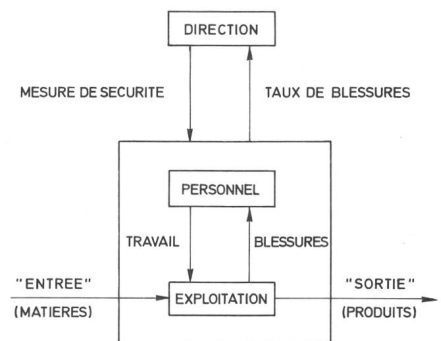 DIRECTION
MESURE DE SECURITE
TAUX DE BLESSURES
PERSONNEL
TRAVAIL
BLESSURES
"ENTREE"
(MATIERES)
EXPLOITATION
"SORTIE"
(PRODUITS)